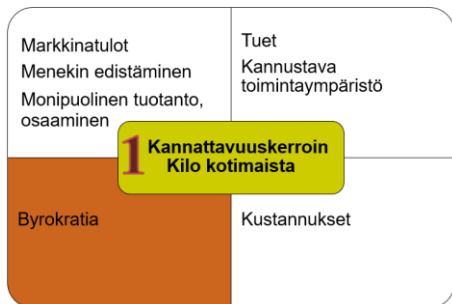 Markkinatulot
Menekin edistäminen
Monipuolinen tuotanto,
osaaminen
Tuet
Kannustava
toimintaympäristö
1 Kannattavuuskerroin
Kilo kotimaista
Byrokratia
Kustannukset